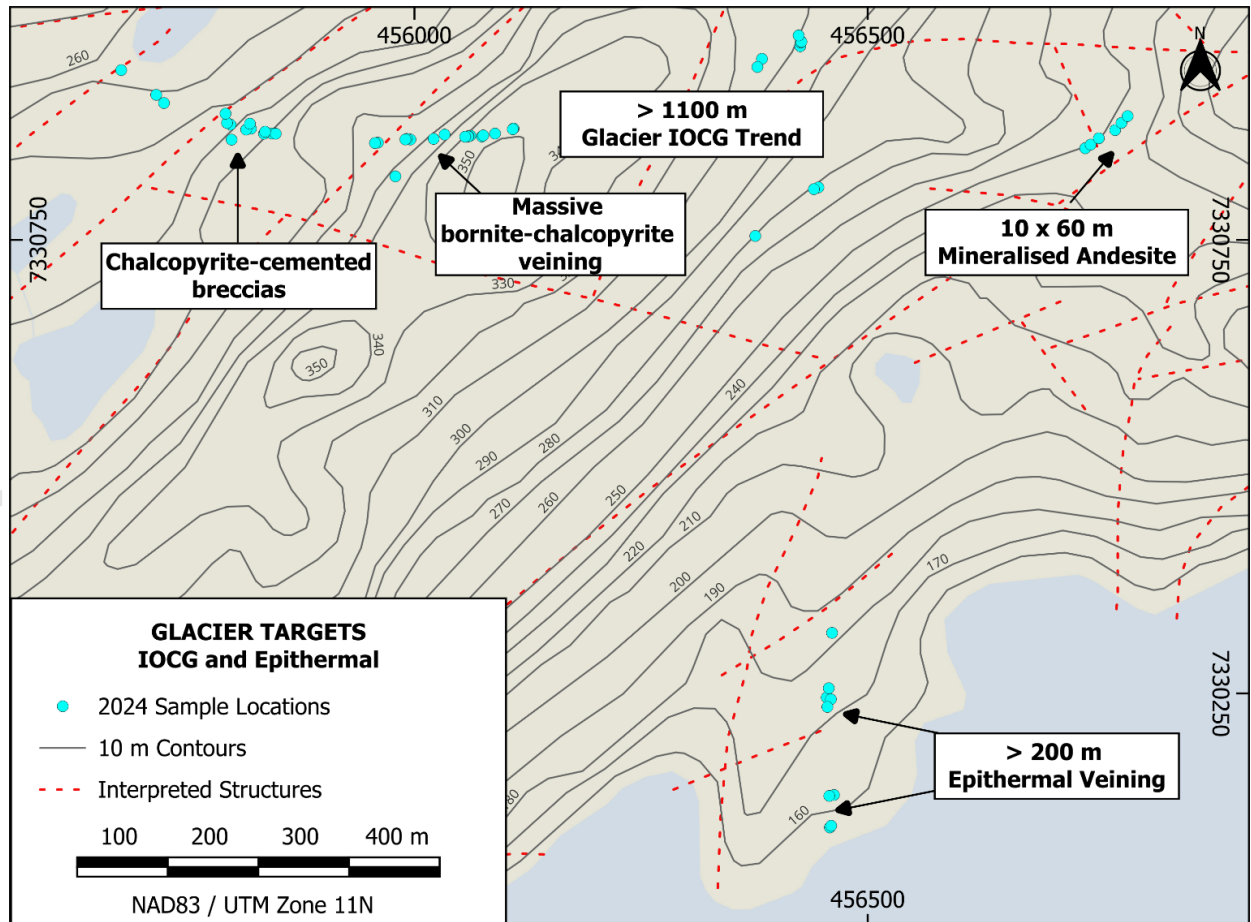 456000
456500
N
260
> 1100 m
Glacier IOCG Trend
350
34
Massive
bornite-chalcopyrite
veining
10 x 60 m
Mineralised Andesite
7330750
7330750
Chalcopyrite-cemented
breccias
330
340
350
310
240
300
280
290
250
270
260
210
220
200
190
170
GLACIER TARGETS
IOCG and Epithermal
2024 Sample Locations
10 m Contours
Interpreted Structures
100 200 300 400 m
NAD83 / UTM Zone 11N
7330250
> 200 m
Epithermal Veining
160
180
456500